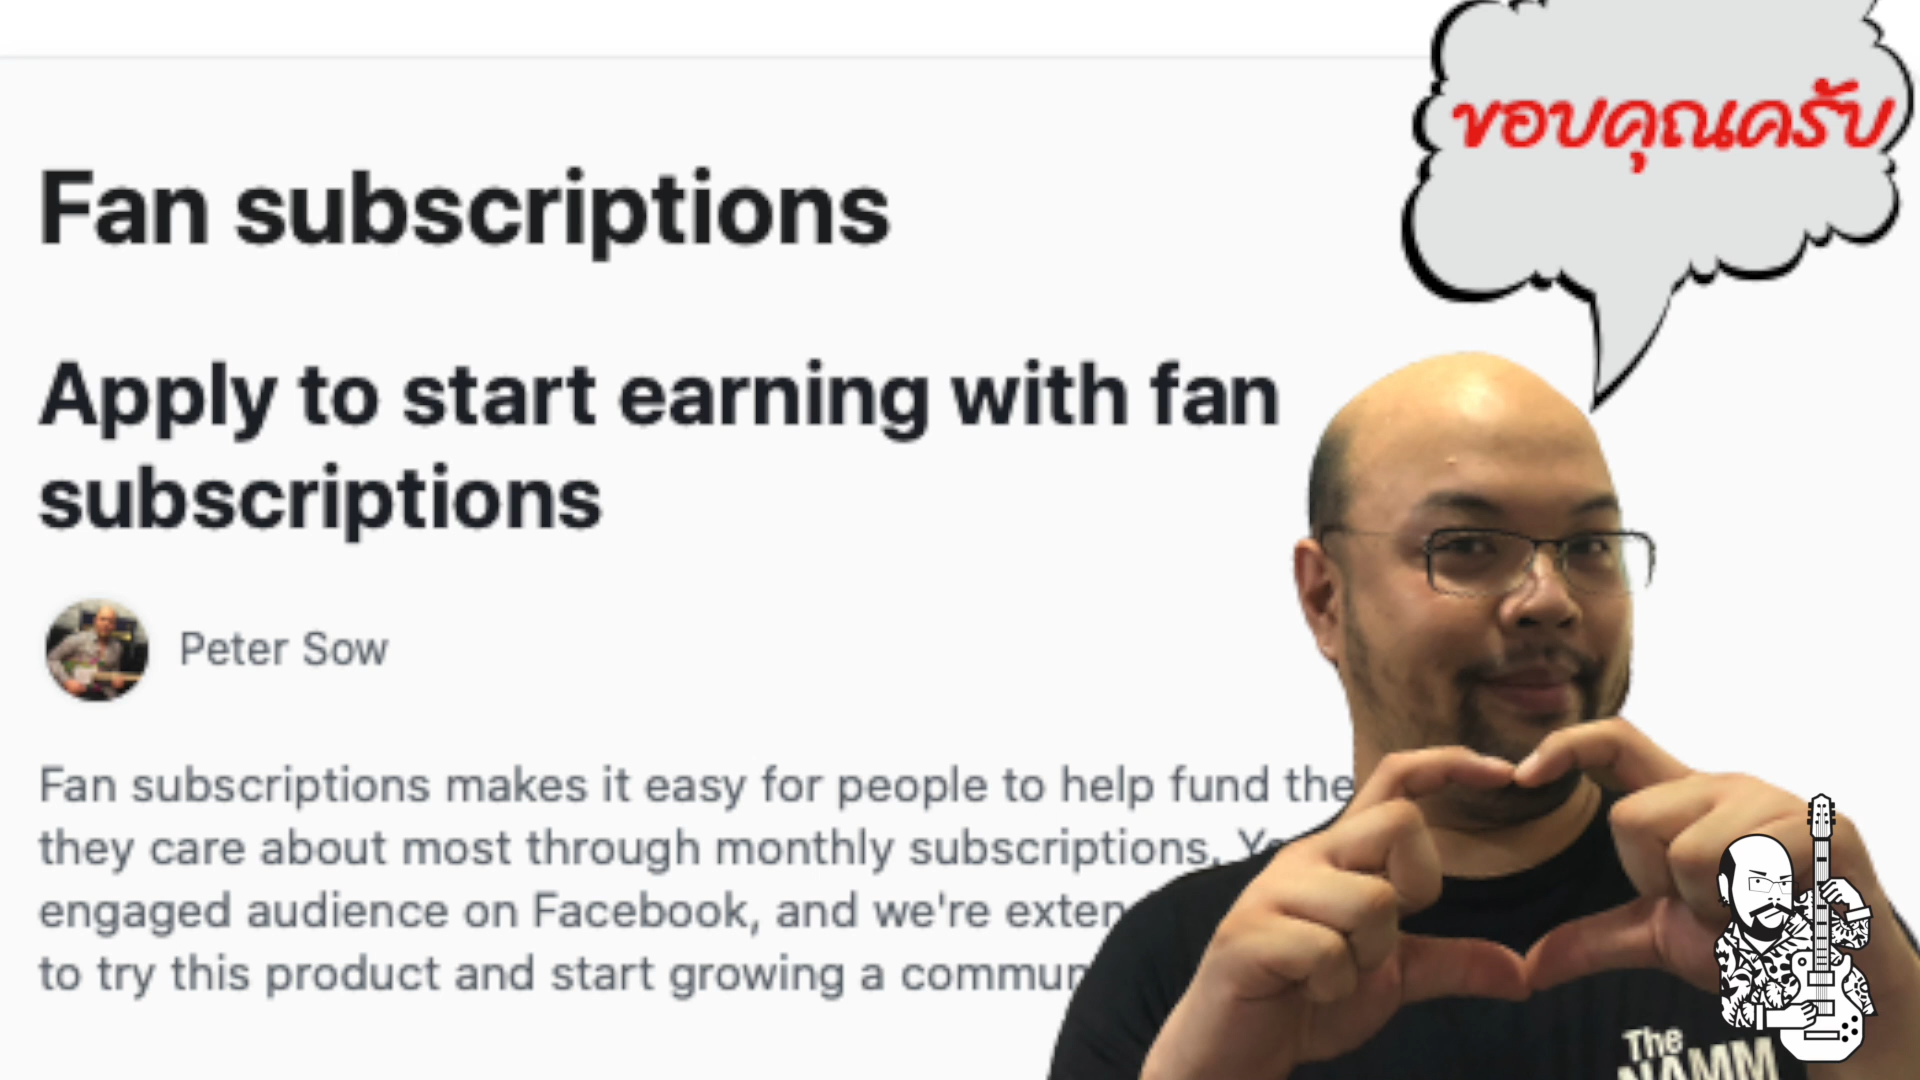 ขอบคุณครับ
Fan subscriptions
Apply to start earning with fan
subscriptions
Peter Sow
Fan subscriptions makes it easy for people to help fund the
they care about most through monthly subscriptions.
engaged audience on Facebook, and we're
to try this product and start growing a
The
NAMM